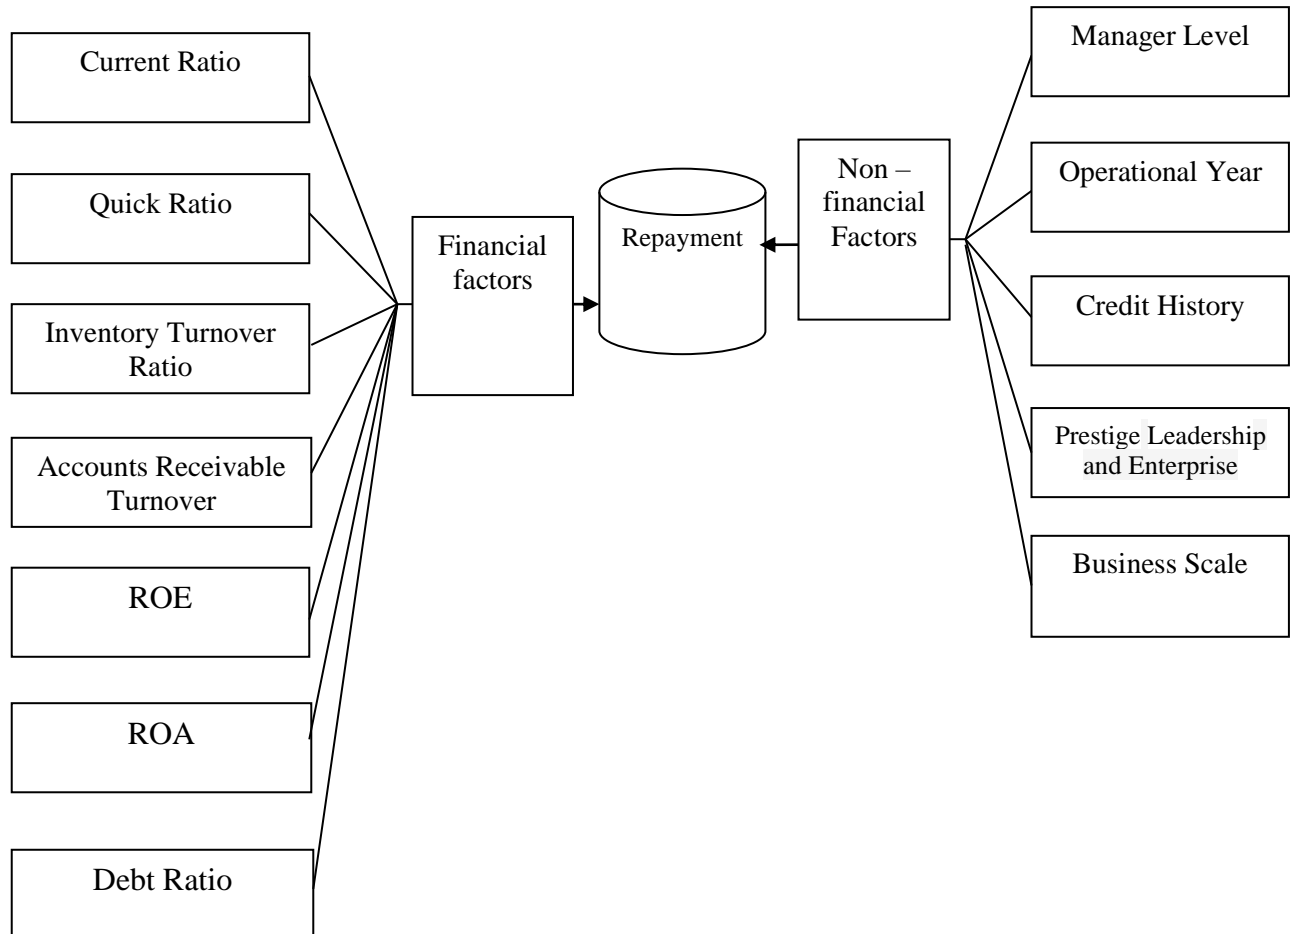 Current Ratio
Quick Ratio
Inventory Turnover
Ratio
Accounts Receivable
Turnover
ROE
ROA
Debt Ratio
Financial
factors
Repayment
Non –
financial
Factors
Manager Level
Operational Year
Credit History
Prestige Leadership
and Enterprise
Business Scale